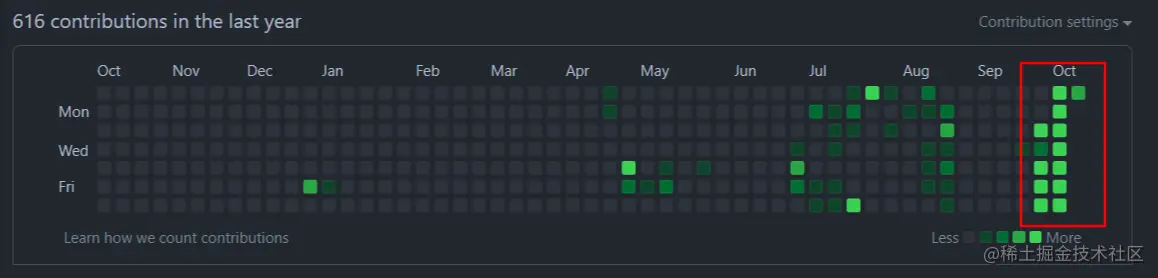 616 contributions in the last year
Contribution settings
Oct Nov Dec Jan Feb Mar Apr May Jun Jul Aug Sep Oct
Mon
Wed
Fri
Learn how we count contributions
Less More
@稀土掘金技术社区